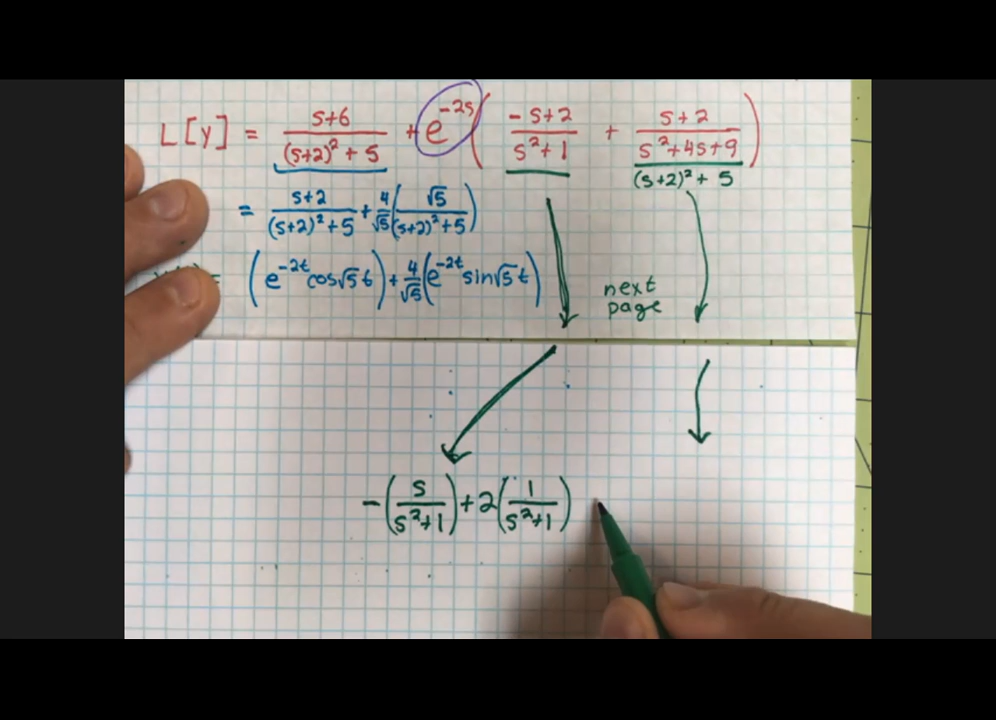 L[y] = s+6/(s+2)²+5 + e^-2s ( -s+2/s²+1 + s+2/s²+4s+9 )
(s+2)²+5
= s+2/(s+2)²+5 + 4/√5 ( √5/(s+2)²+5 )
= ( e^-2t cos√5t ) + 4/√5 ( e^-2t sin√5t )
next
page
-( s/s²+1 ) + 2( 1/s²+1 )